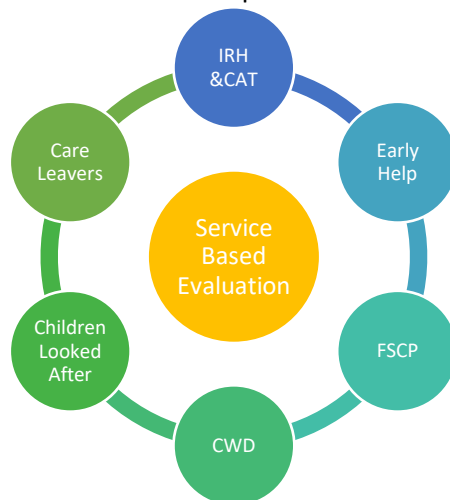 IRH
&CAT
Early
Help
FSCP
CWD
Children
Looked
After
Care
Leavers
Service
Based
Evaluation